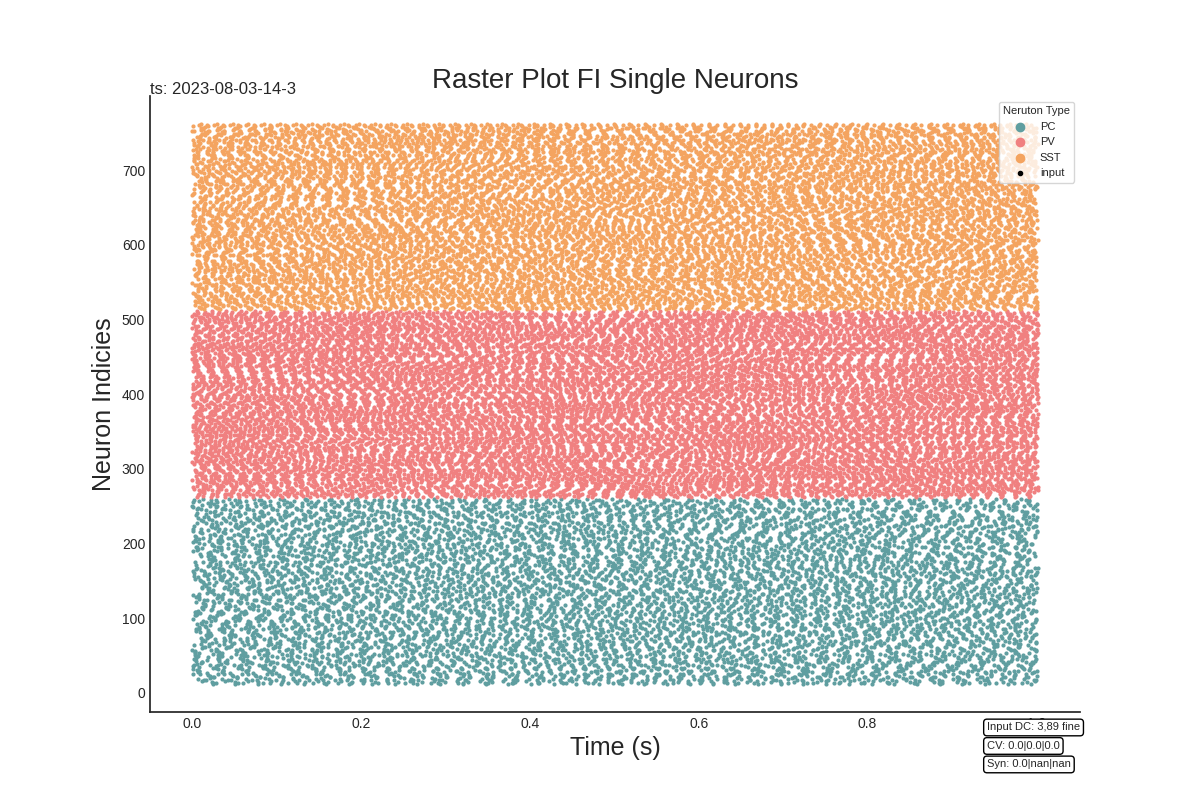 Raster Plot FI Single Neurons
ts: 2023-08-03-14-3
Neruton Type
PC
PV
SST
input
700
600
500
400
300
200
100
0
Neuron Indicies
0.0
0.2
0.4
0.6
0.8
Time (s)
Input DC: 3,89 fine
CV: 0.0|0.0|0.0
Syn: 0.0|nan|nan